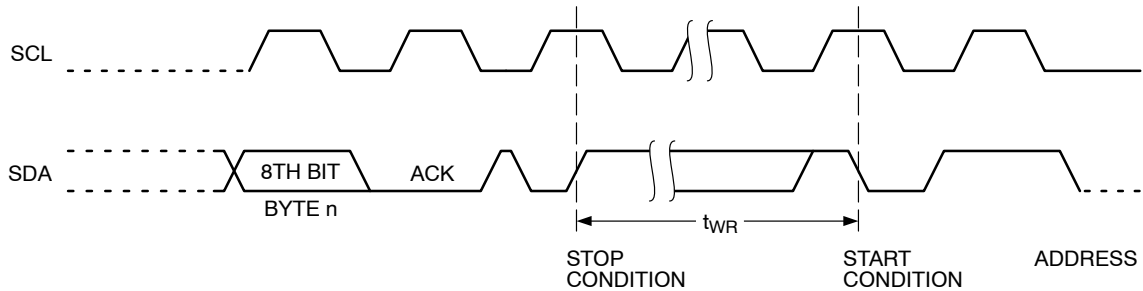 SCL
SDA
8TH BIT
ACK
BYTE n
tWR
STOP
CONDITION
START
CONDITION
ADDRESS